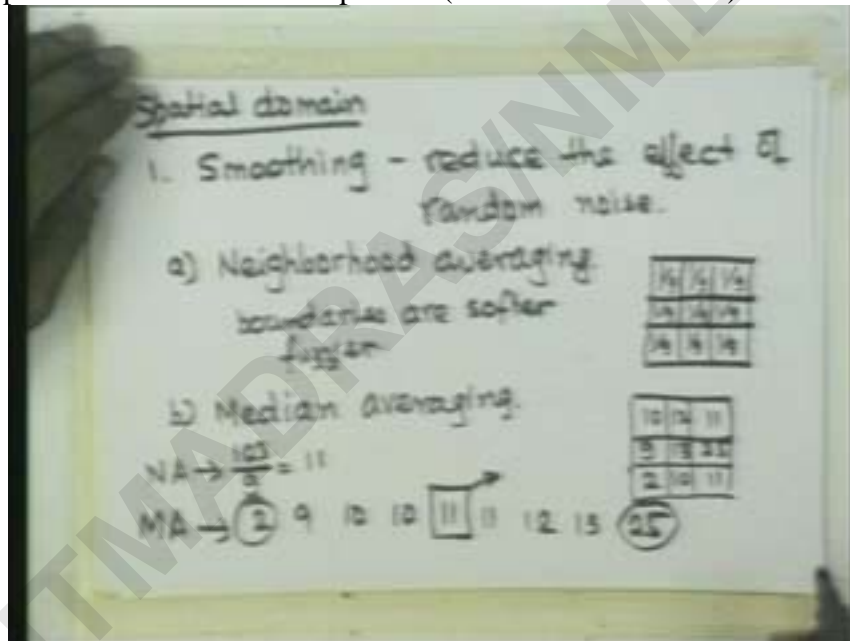 Spatial domain
1. Smoothing - reduce the effect of
random noise.
a) Neighborhood averaging.
boundaries are softer
fuzzier
1/9 1/9 1/9
1/9 1/9 1/9
1/9 1/9 1/9
b) Median averaging.
10 12 11
9 13 25
2 10 11
NA → 103/9 = 11
MA → 2 9 10 10 11 11 12 13 25